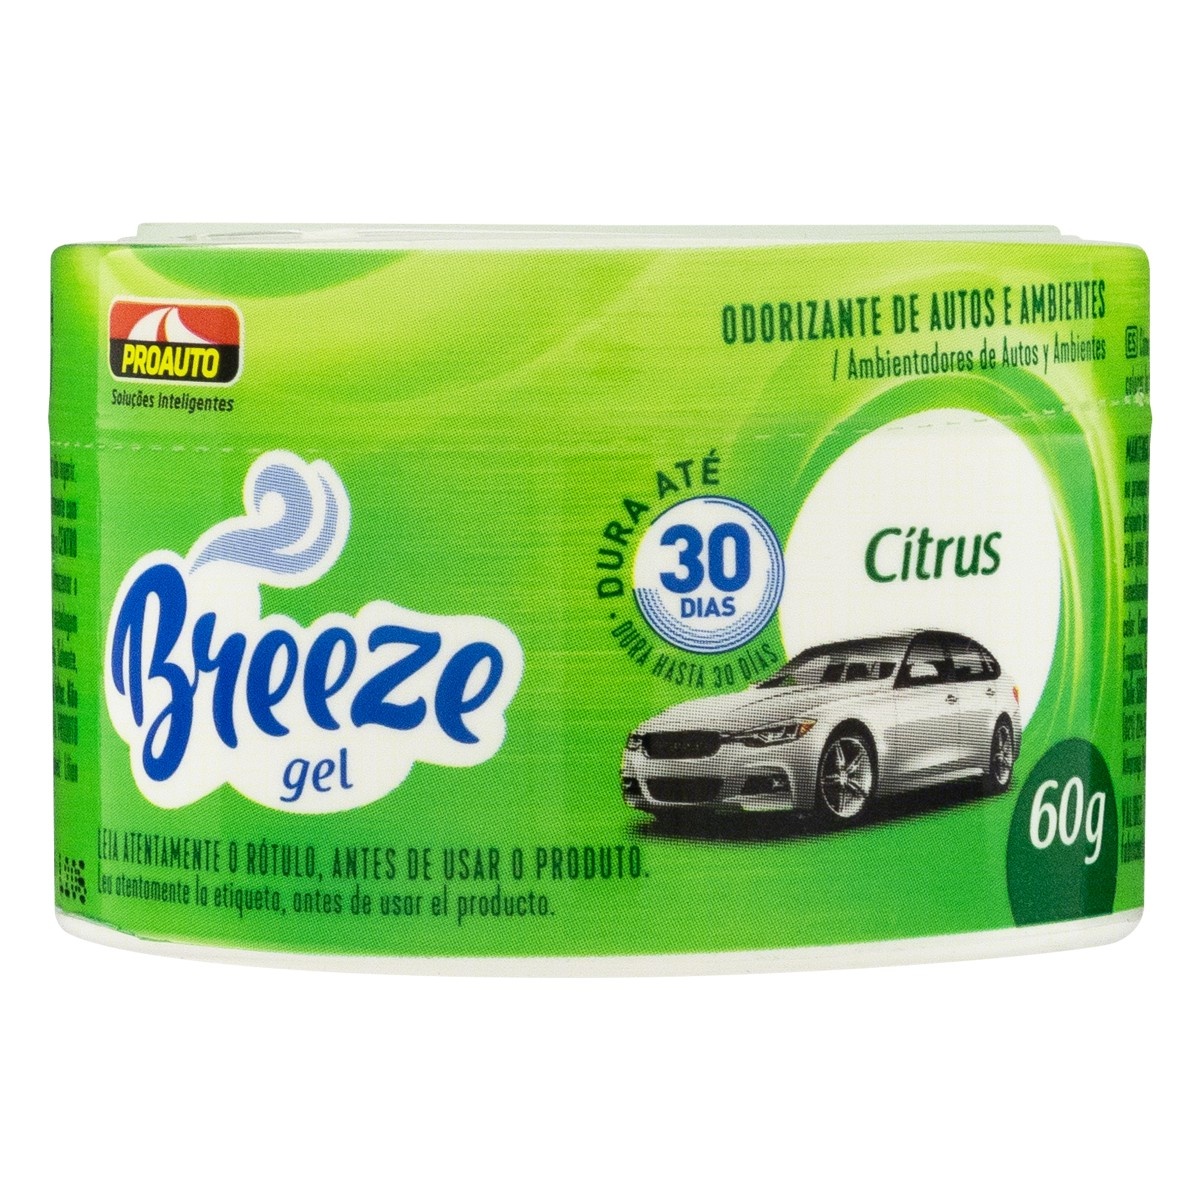 PROAUTO
Soluções Inteligentes
ODORIZANTE DE AUTOS E AMBIENTES
/ Ambientadores de Autos y Ambientes
ES
Breeze
gel
DURA ATÉ
30
DIAS
DURA HASTA 30 DÍAS
Cítrus
60g
LEIA ATENTAMENTE O RÓTULO, ANTES DE USAR O PRODUTO.
Lea atentamente la etiqueta, antes de usar el producto.